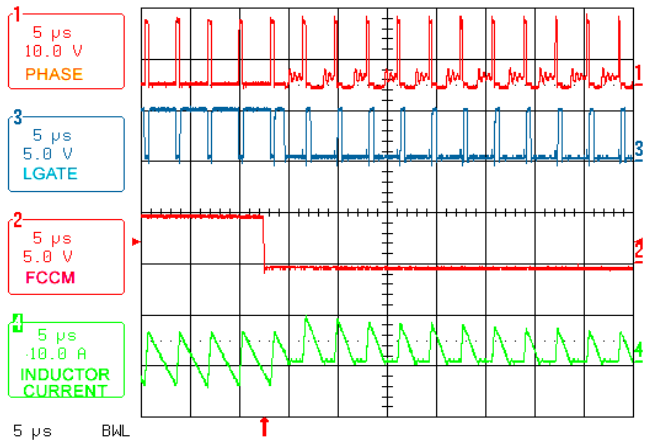 1
5 µs
10.0 V
PHASE
1
3
5 µs
5.0 V
LGATE
3
2
5 µs
5.0 V
FCCM
2
4
5 µs
10.0 A
INDUCTOR
CURRENT
4
5 µs BWL